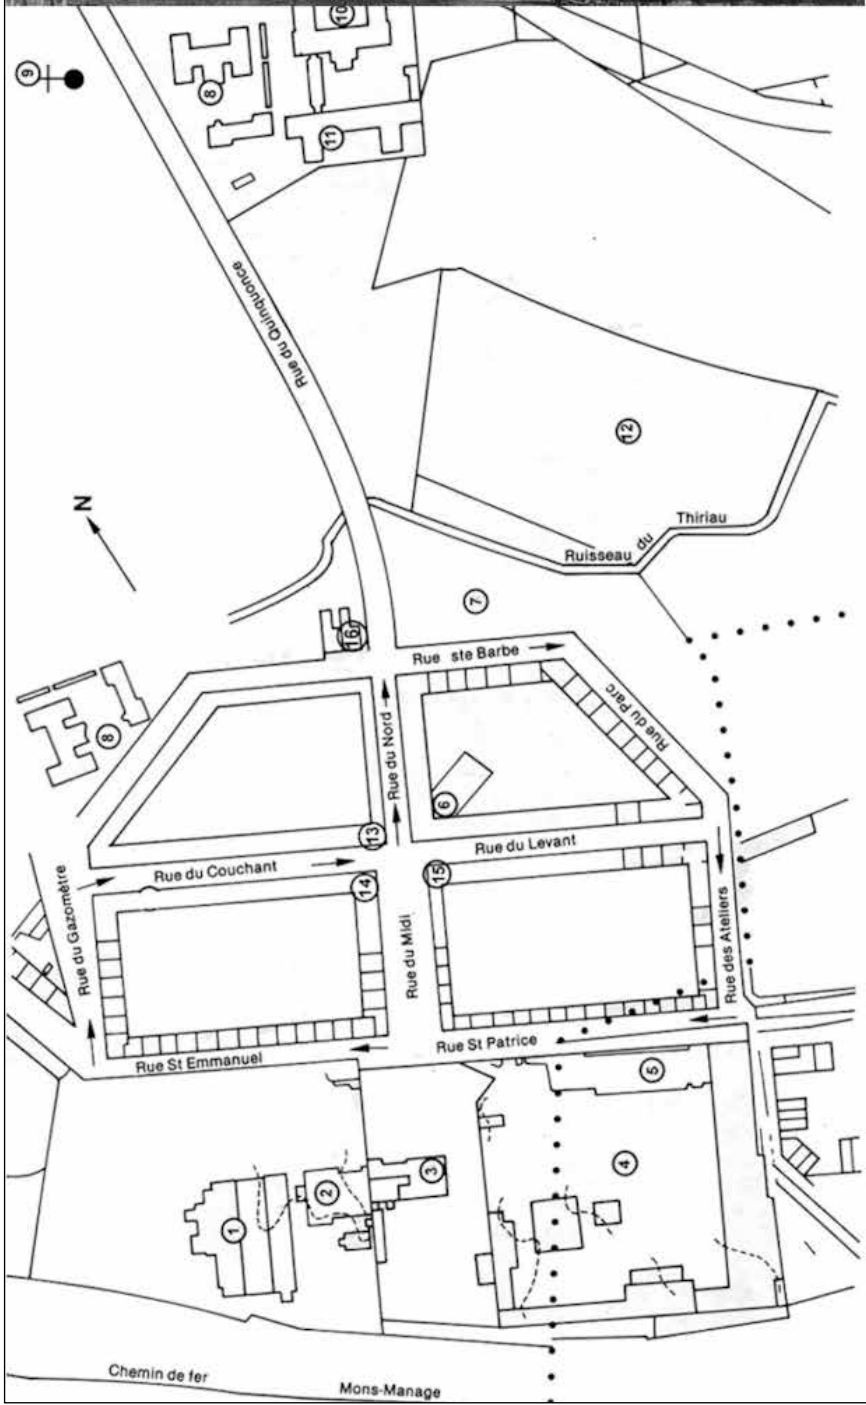 10
9
8
11
Rue du Quinquonce
12
N
Ruisseau du Thiriau
7
16
Rue ste Barbe
8
Rue du Parc
Rue du Nord
6
13
Rue du Levant
Rue du Couchant
15
14
Rue du Gazomètre
Rue du Midi
Rue des Ateliers
Rue St Patrice
Rue St Emmanuel
5
4
3
2
1
Chemin de fer
Mons-Manage